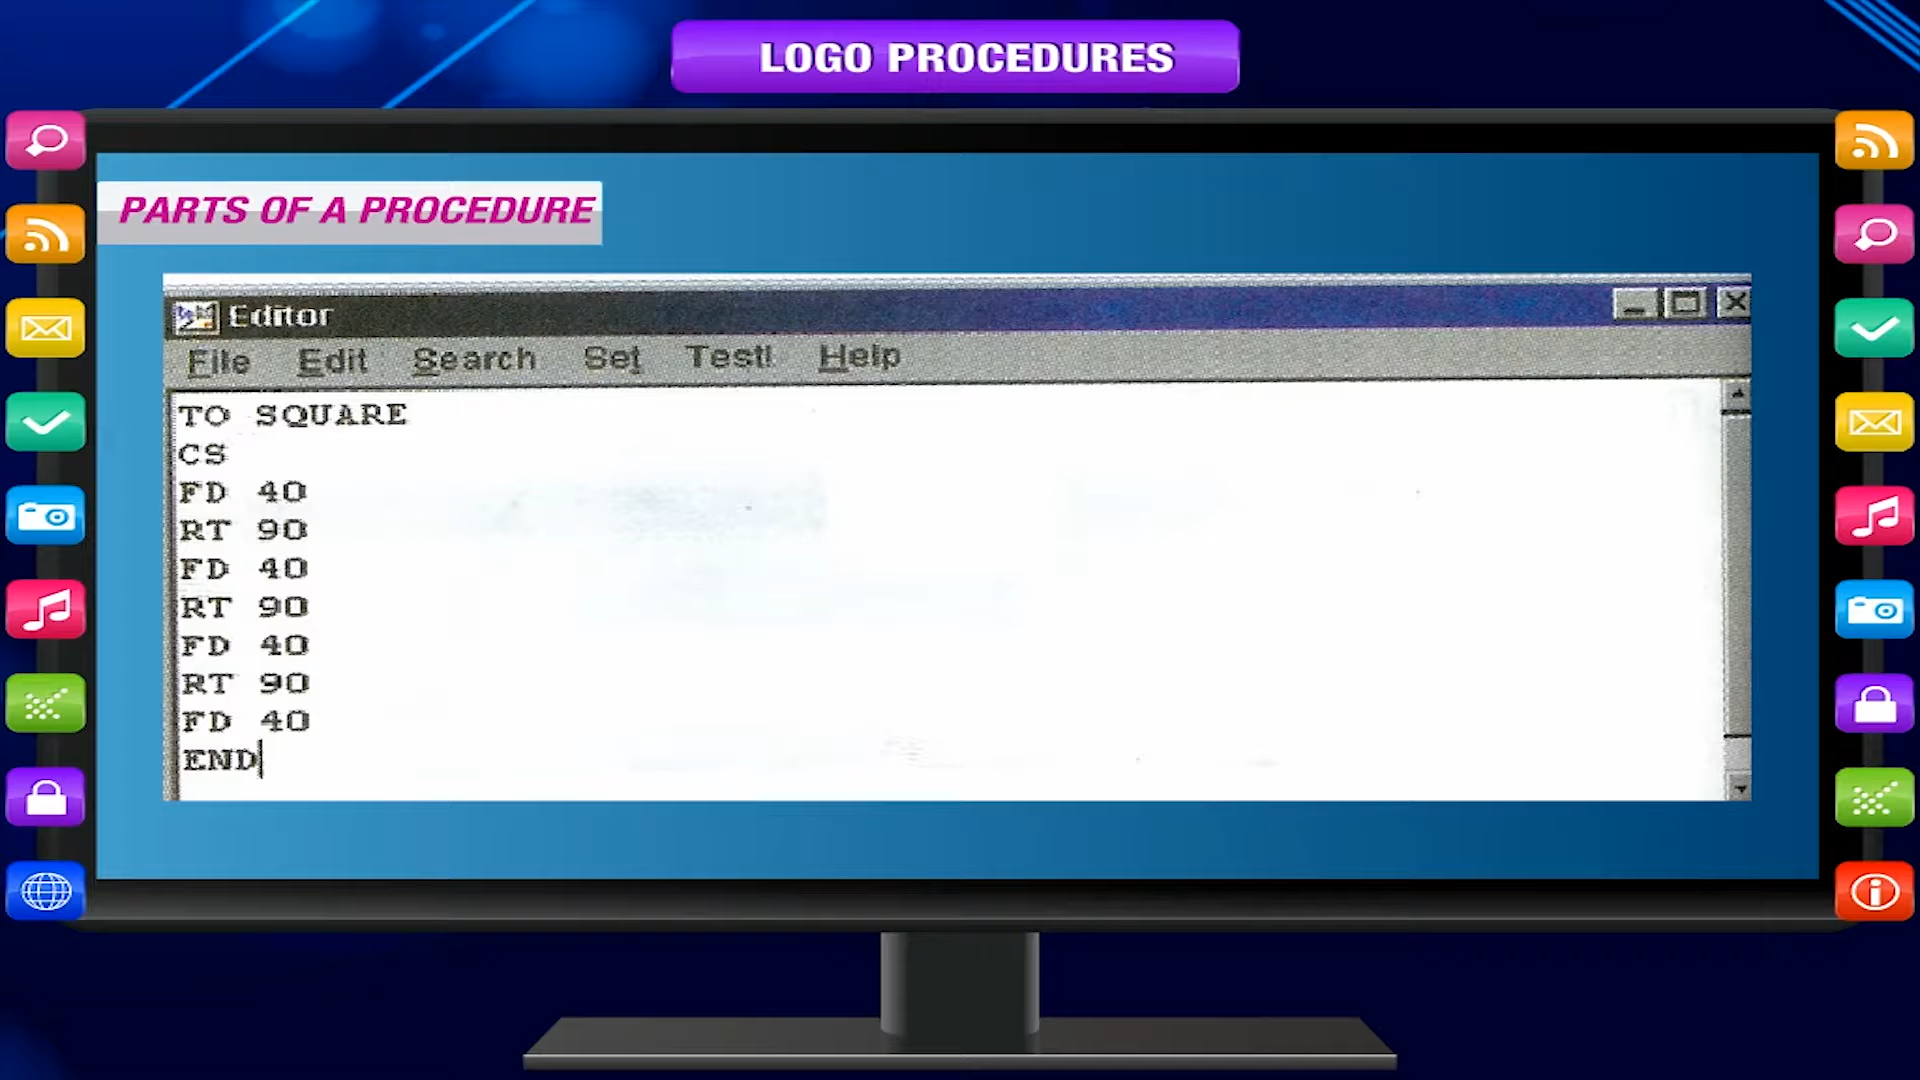 LOGO PROCEDURES
PARTS OF A PROCEDURE
Editor
File Edit Search Set Test! Help
TO SQUARE
CS
FD 40
RT 90
FD 40
RT 90
FD 40
RT 90
FD 40
END